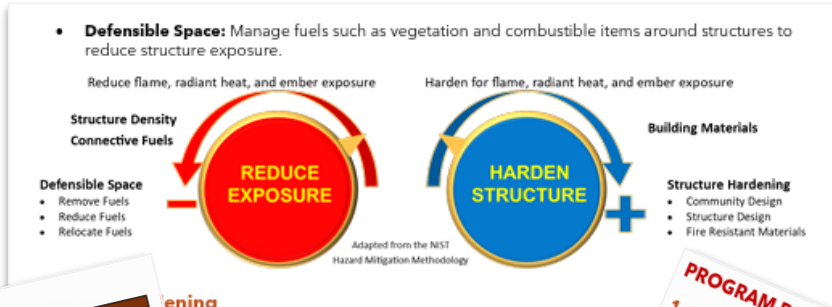 • Defensible Space: Manage fuels such as vegetation and combustible items around structures to
reduce structure exposure.
Reduce flame, radiant heat, and ember exposure
Structure Density
Connective Fuels
Defensible Space
• Remove Fuels
• Reduce Fuels
• Relocate Fuels
REDUCE
EXPOSURE
Harden for flame, radiant heat, and ember exposure
HARDEN
STRUCTURE
Building Materials
Structure Hardening
• Community Design
• Structure Design
• Fire Resistant Materials
Adapted from the NIST
Hazard Mitigation Methodology
PROGRAM